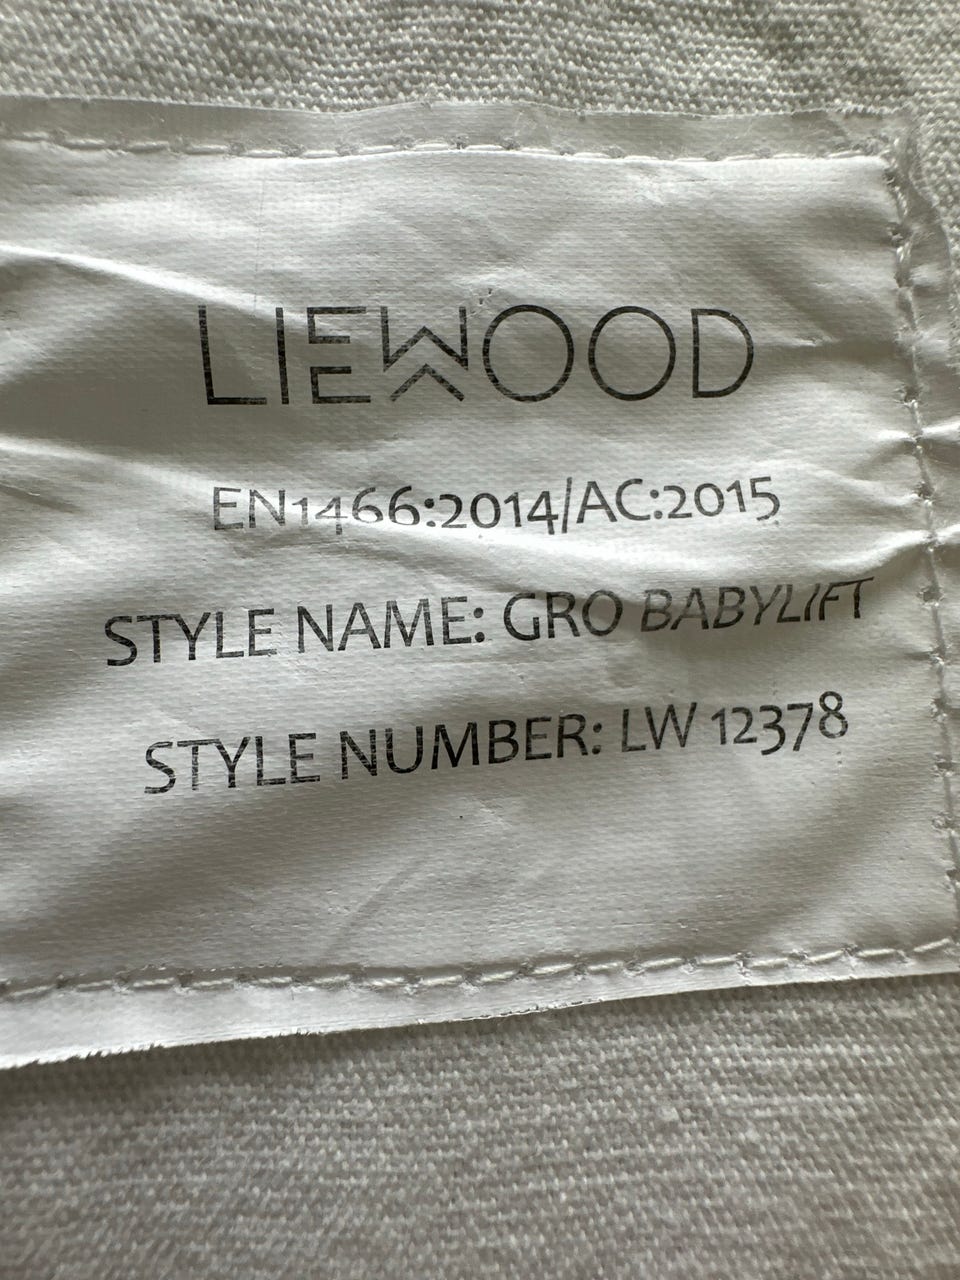 LIEWOOD
EN1466:2014/AC:2015
STYLE NAME: GRO BABYLIFT
STYLE NUMBER: LW 12378